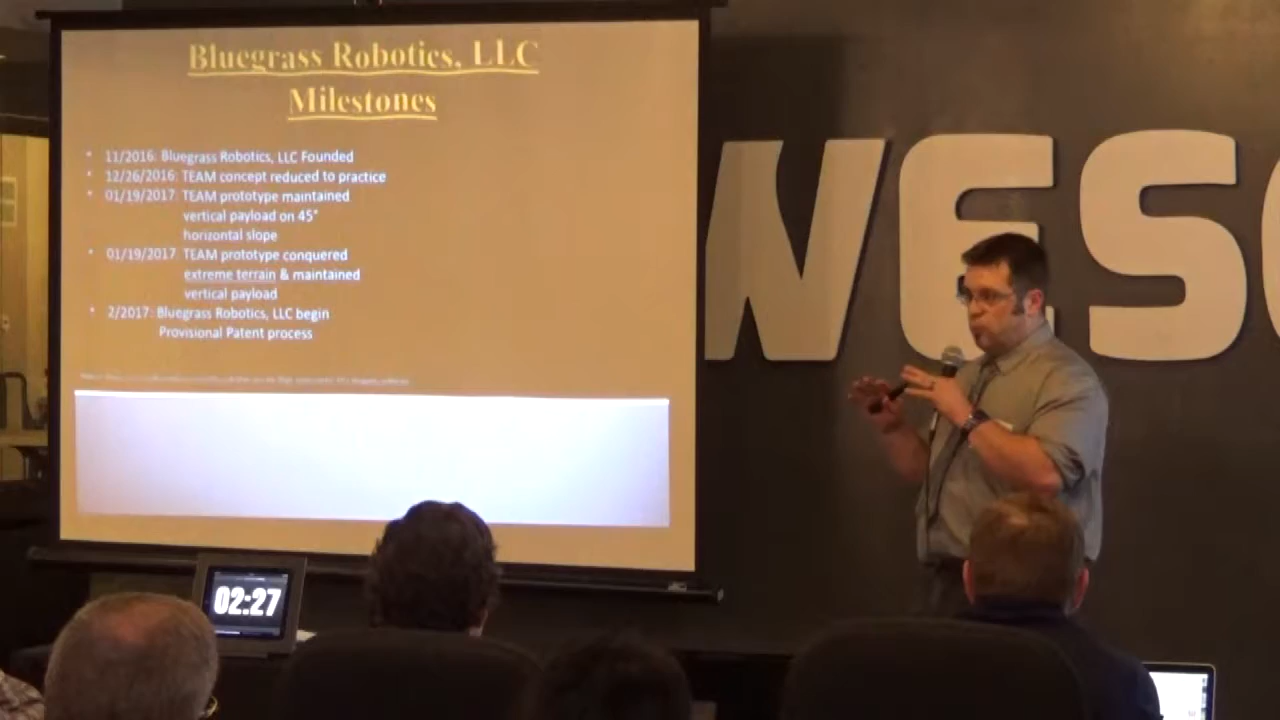 Bluegrass Robotics, LLC
Milestones
• 11/2016: Bluegrass Robotics, LLC Founded
• 12/26/2016: TEAM concept reduced to practice
• 01/19/2017: TEAM prototype maintained
vertical payload on 45°
horizontal slope
• 01/19/2017: TEAM prototype conquered
extreme terrain & maintained
vertical payload
• 2/2017: Bluegrass Robotics, LLC begin
Provisional Patent process
WES
02:27